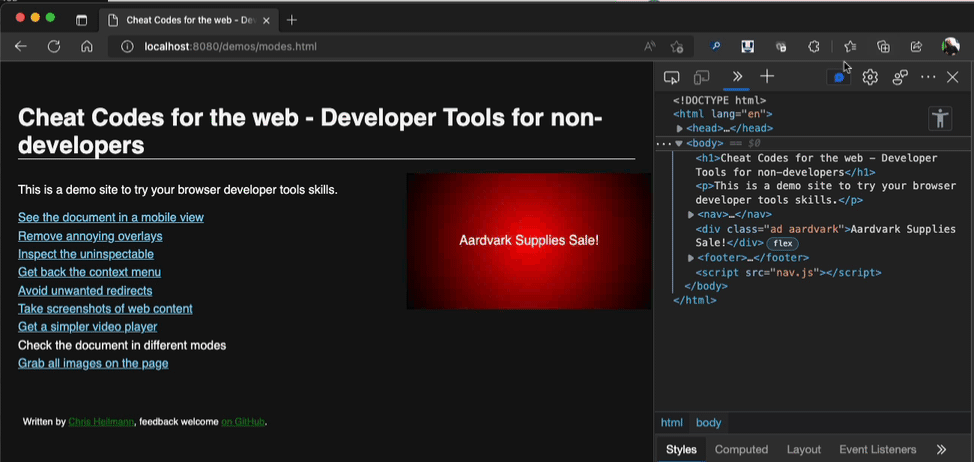 Cheat Codes for the web - De
localhost:8080/demos/modes.html
Cheat Codes for the web - Developer Tools for non-
developers
This is a demo site to try your browser developer tools skills.
See the document in a mobile view
Remove annoying overlays
Inspect the uninspectable
Get back the context menu
Avoid unwanted redirects
Take screenshots of web content
Get a simpler video player
Check the document in different modes
Grab all images on the page
Aardvark Supplies Sale!
Written by Chris Heilmann, feedback welcome on GitHub.
<!DOCTYPE html>
<html lang="en">
<head>…</head>
<body> == $0
<h1>Cheat Codes for the web - Developer
Tools for non-developers</h1>
<p>This is a demo site to try your browser
developer tools skills.</p>
<nav>…</nav>
<div class="ad aardvark">Aardvark Supplies
Sale!</div> flex
<footer>…</footer>
<script src="nav.js"></script>
</body>
</html>
html body
Styles Computed Layout Event Listeners